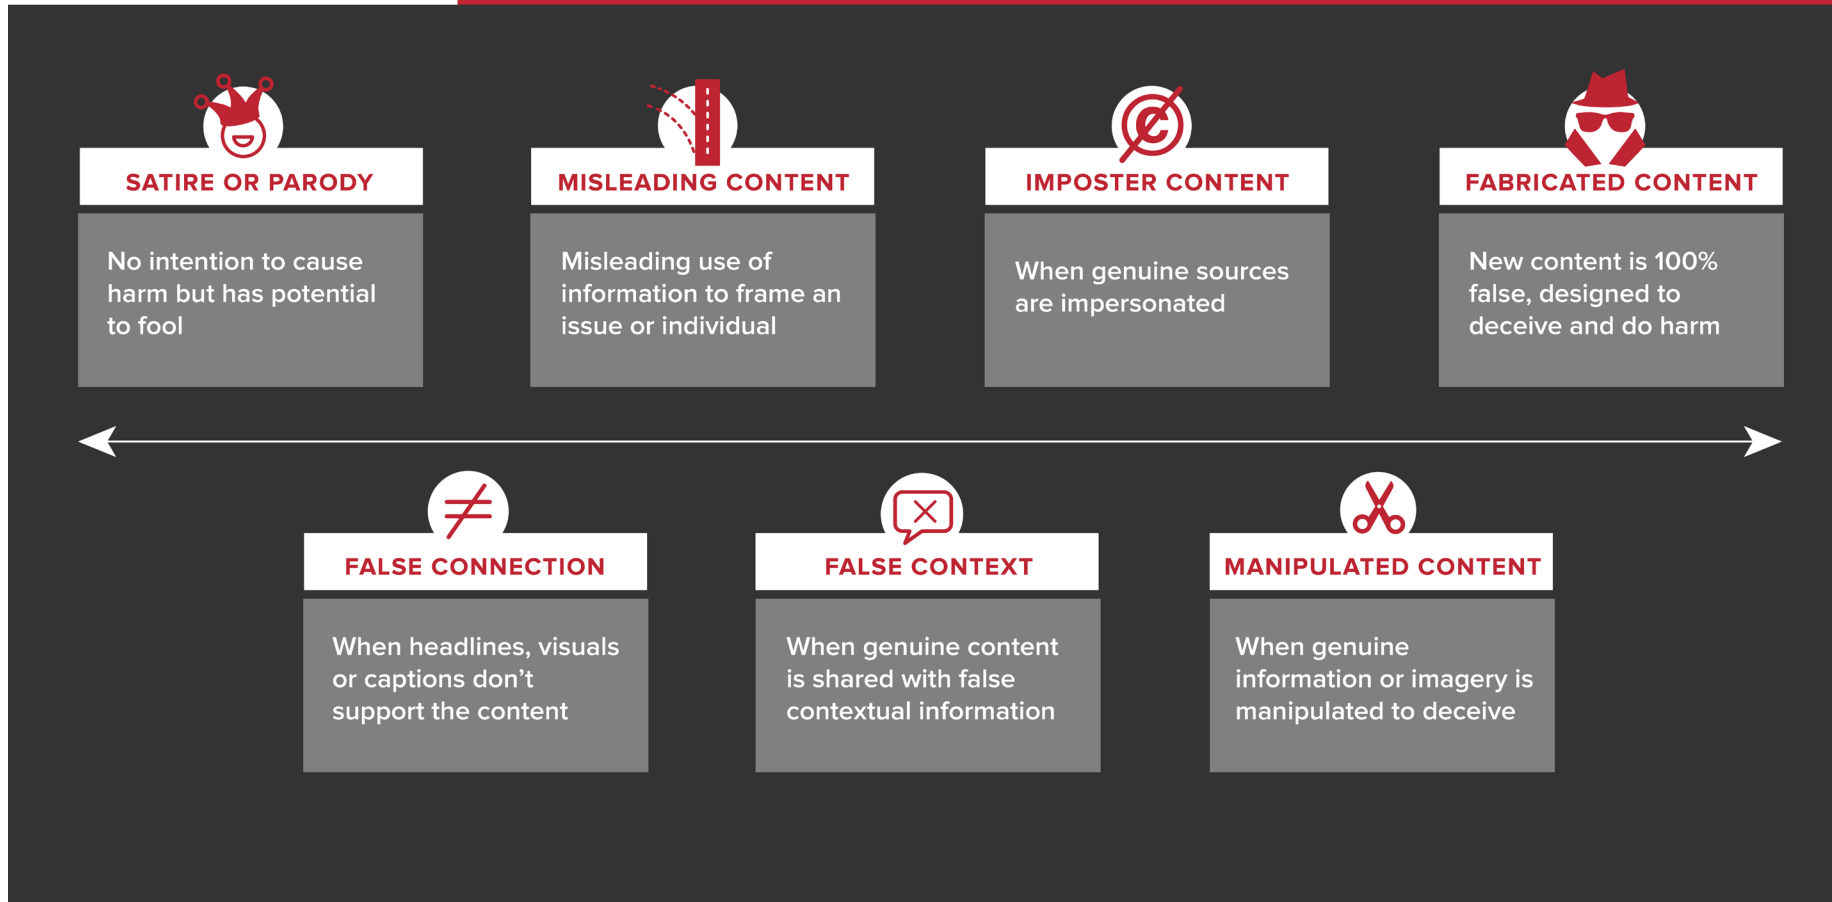 SATIRE OR PARODY
No intention to cause
harm but has potential
to fool
MISLEADING CONTENT
Misleading use of
information to frame an
issue or individual
IMPOSTER CONTENT
When genuine sources
are impersonated
FABRICATED CONTENT
New content is 100%
false, designed to
deceive and do harm
FALSE CONNECTION
When headlines, visuals
or captions don’t
support the content
FALSE CONTEXT
When genuine content
is shared with false
contextual information
MANIPULATED CONTENT
When genuine
information or imagery is
manipulated to deceive